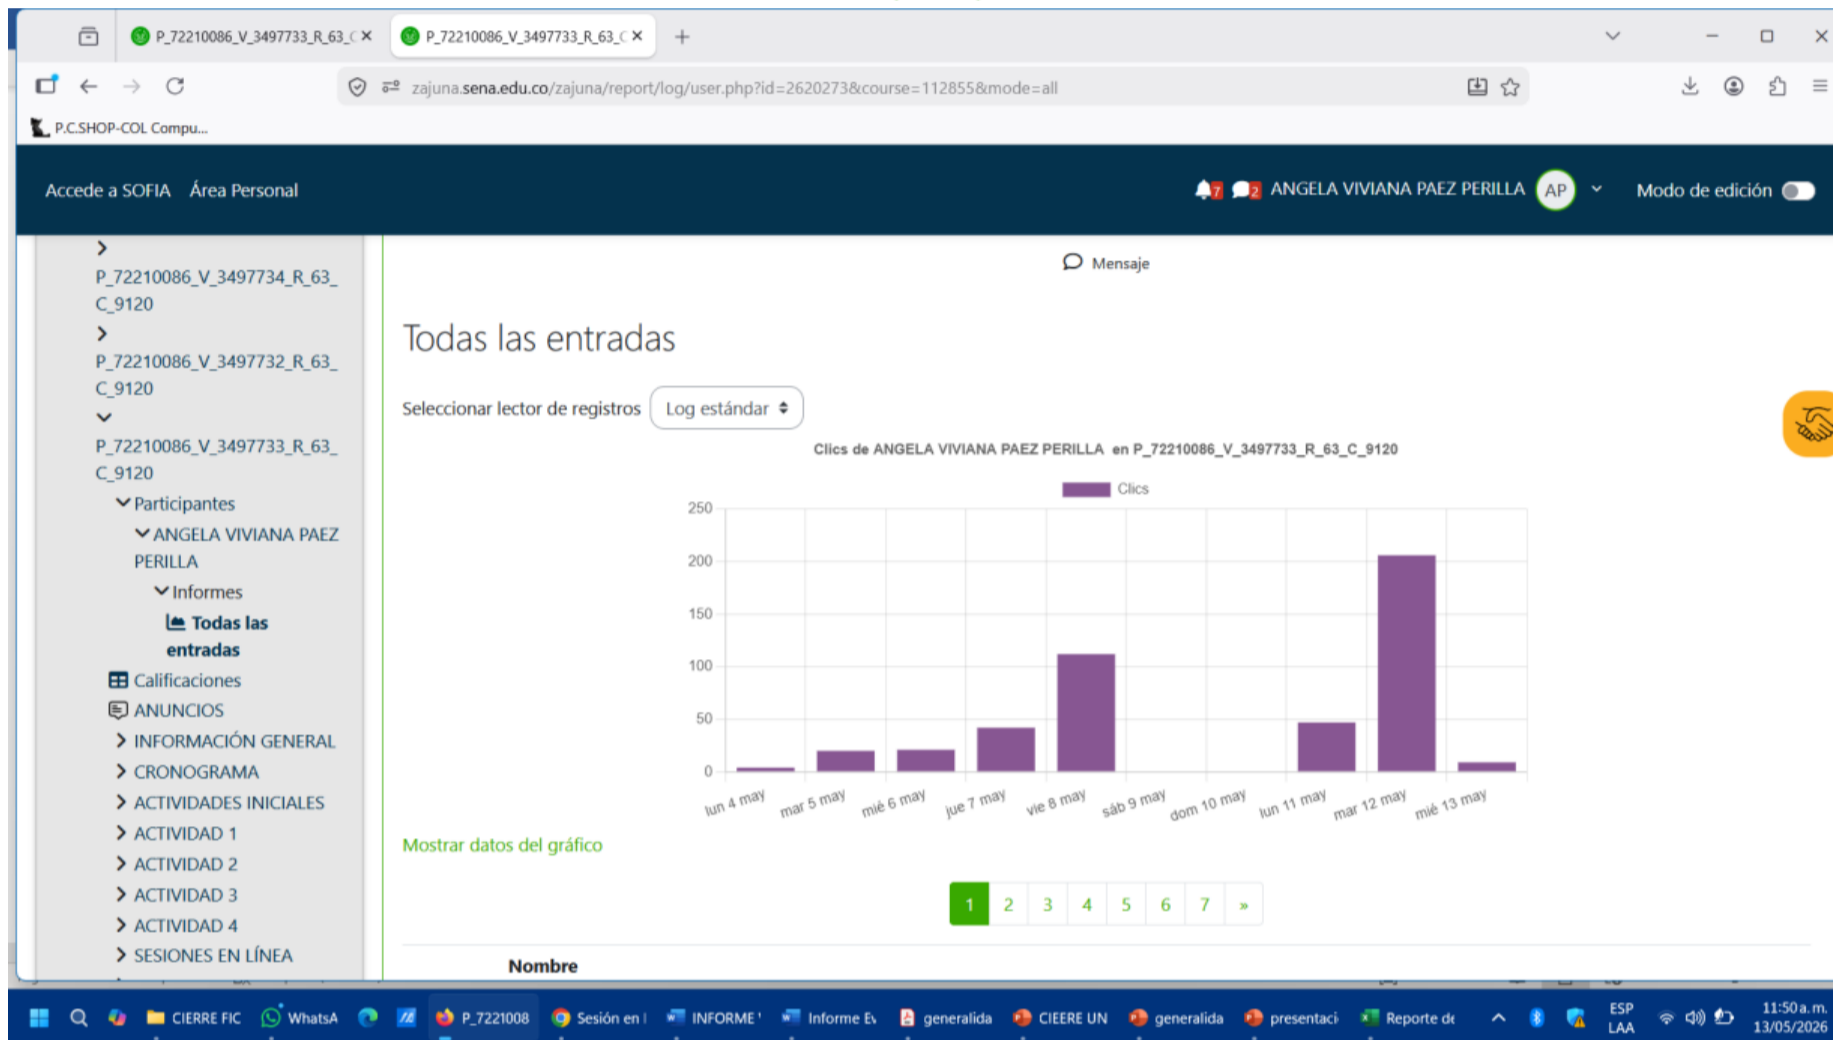 P_72210086_V_3497733_R_63_C
P_72210086_V_3497733_R_63_C
zajuna.sena.edu.co/zajuna/report/log/user.php?id=2620273&course=112855&mode=all
P.C.SHOP-COL Compu...
Accede a SOFIA Área Personal
7 2 ANGELA VIVIANA PAEZ PERILLA AP Modo de edición
P_72210086_V_3497734_R_63_
C_9120
P_72210086_V_3497732_R_63_
C_9120
P_72210086_V_3497733_R_63_
C_9120
Participantes
ANGELA VIVIANA PAEZ
PERILLA
Informes
Todas las
entradas
Calificaciones
ANUNCIOS
INFORMACIÓN GENERAL
CRONOGRAMA
ACTIVIDADES INICIALES
ACTIVIDAD 1
ACTIVIDAD 2
ACTIVIDAD 3
ACTIVIDAD 4
SESIONES EN LÍNEA
Mensaje
Todas las entradas
Seleccionar lector de registros Log estándar
Clics de ANGELA VIVIANA PAEZ PERILLA en P_72210086_V_3497733_R_63_C_9120
Clics
250
200
150
100
50
0
lun 4 may mar 5 may mié 6 may jue 7 may vie 8 may sáb 9 may dom 10 may lun 11 may mar 12 may mié 13 may
Mostrar datos del gráfico
1 2 3 4 5 6 7 »
Nombre
CIERRE FIC WhatsA P_7221008 Sesión en INFORME Informe Ev generalida CIEERE UN generalida presentaci Reporte de ESP 11:50 a. m.
LAA 13/05/2026